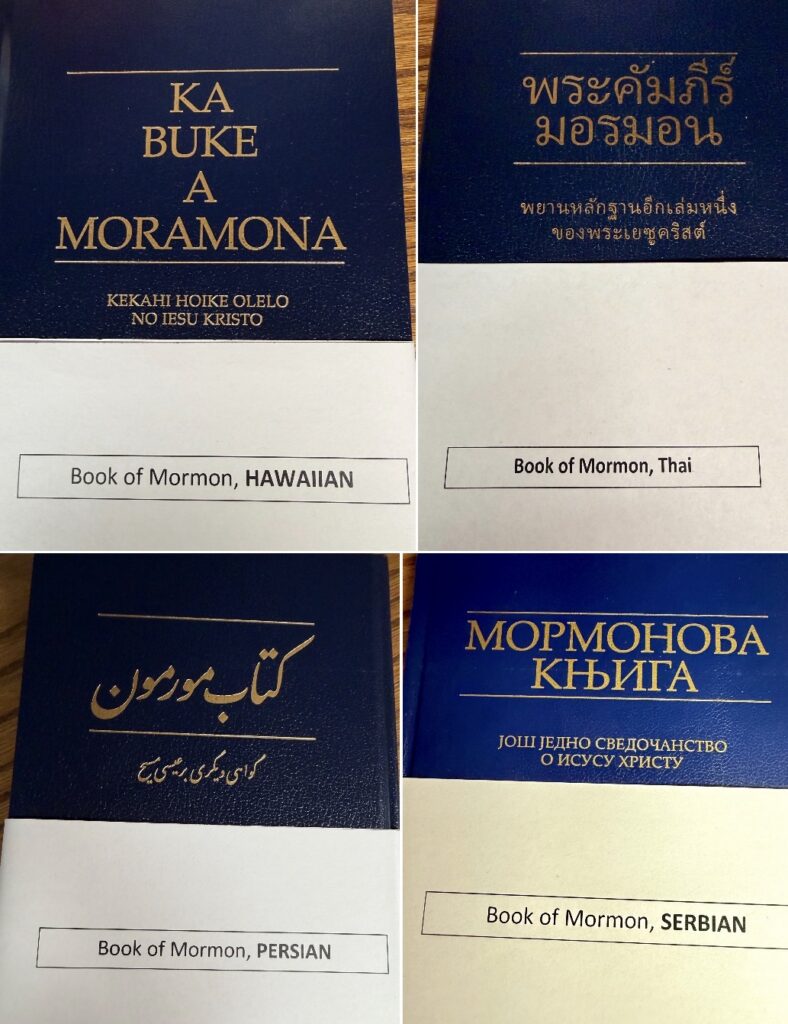 KA
BUKE
A
MORAMONA
KEKAHI HOIKE OLELO
NO IESU KRISTO
Book of Mormon, HAWAIIAN
พระคัมภีร์
มอรมอน
พยานหลักฐานอีกเล่มหนึ่ง
ของพระเยซูคริสต์
Book of Mormon, Thai
کتاب مورمون
گواهی دیگری بر عیسی مسیح
Book of Mormon, PERSIAN
МОРМОНОВА
КЊИГА
ЈОШ ЈЕДНО СВЕДОЧАНСТВО
О ИСУСУ ХРИСТУ
Book of Mormon, SERBIAN